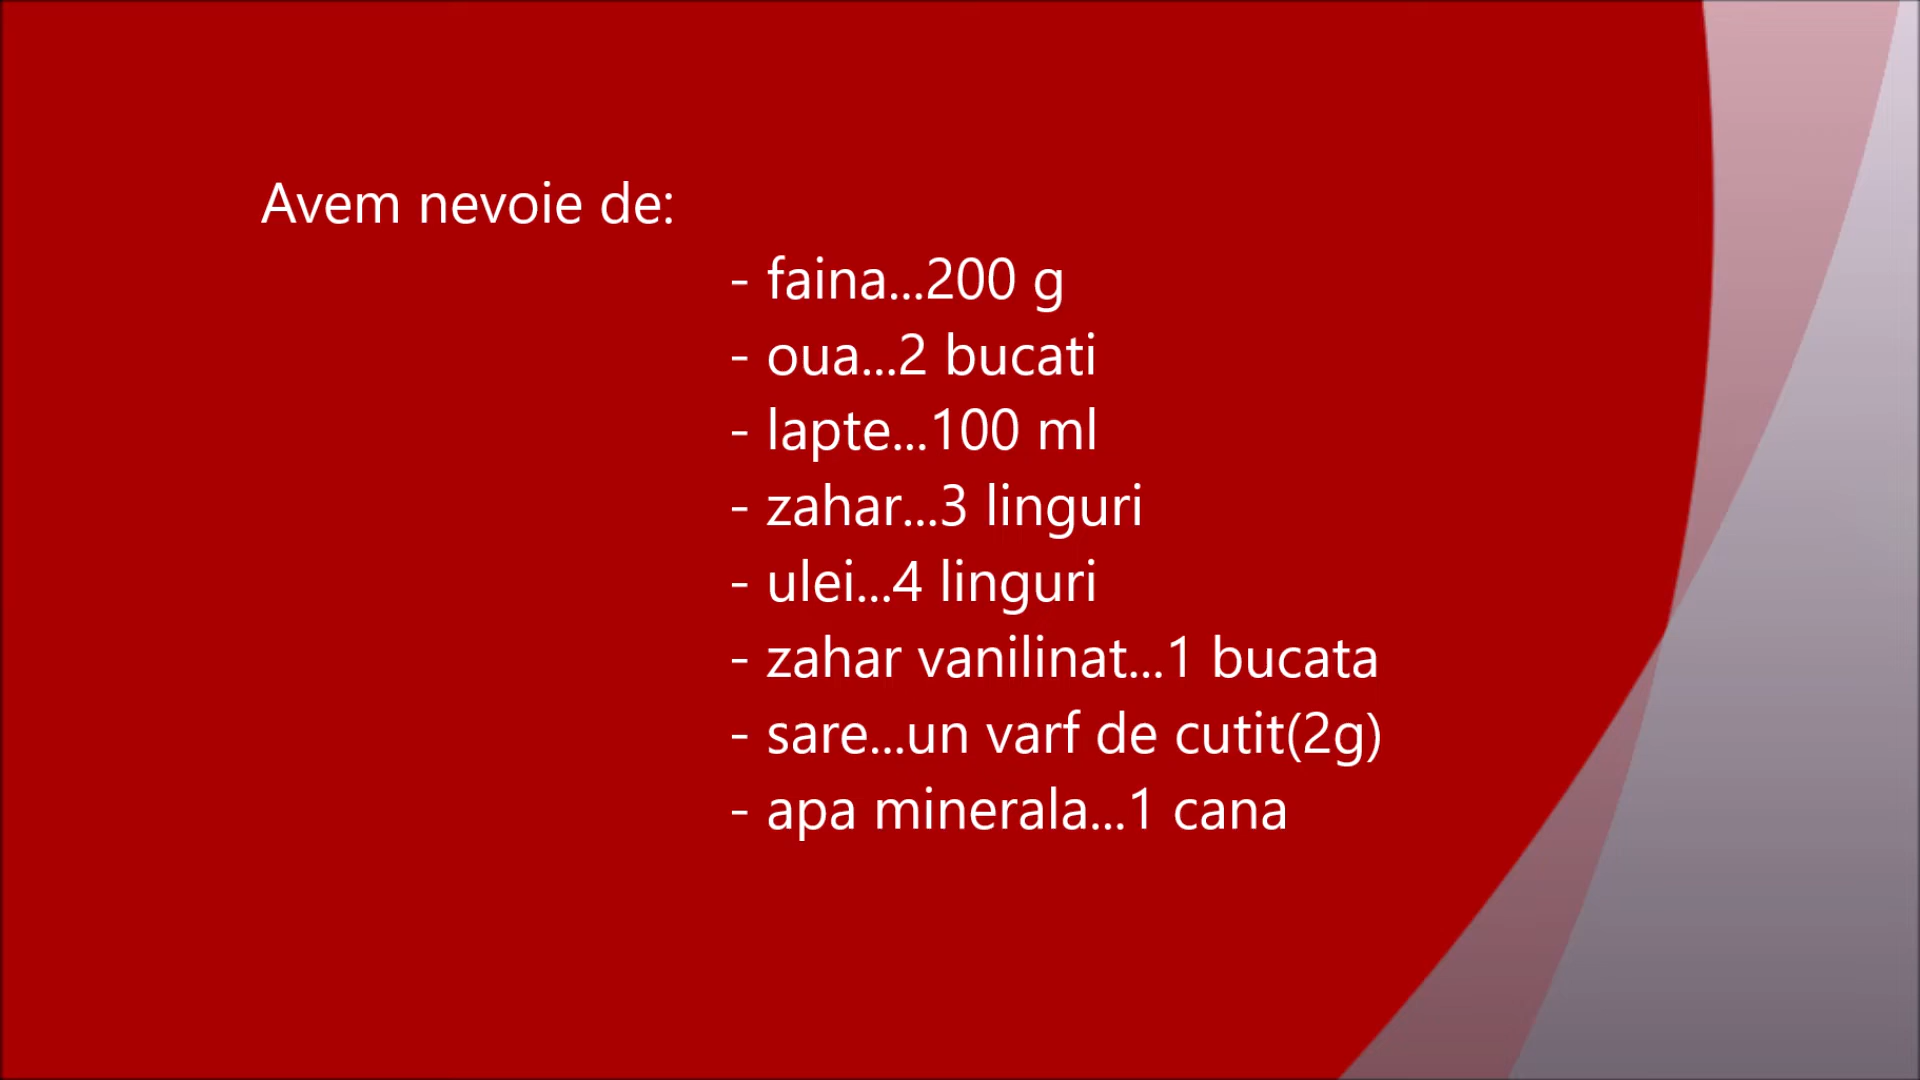 Avem nevoie de:
- faina...200 g
- oua...2 bucati
- lapte...100 ml
- zahar...3 linguri
- ulei...4 linguri
- zahar vanilinat...1 bucata
- sare...un varf de cutit(2g)
- apa minerala...1 cana